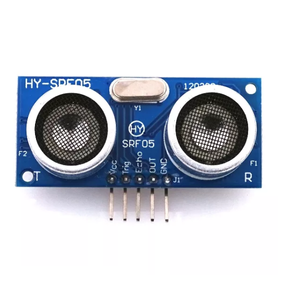 HY-SRF05
Y1
HY
SRF05
F2
F1
T
R
Vcc
Trig
Echo
OUT
GND
J1